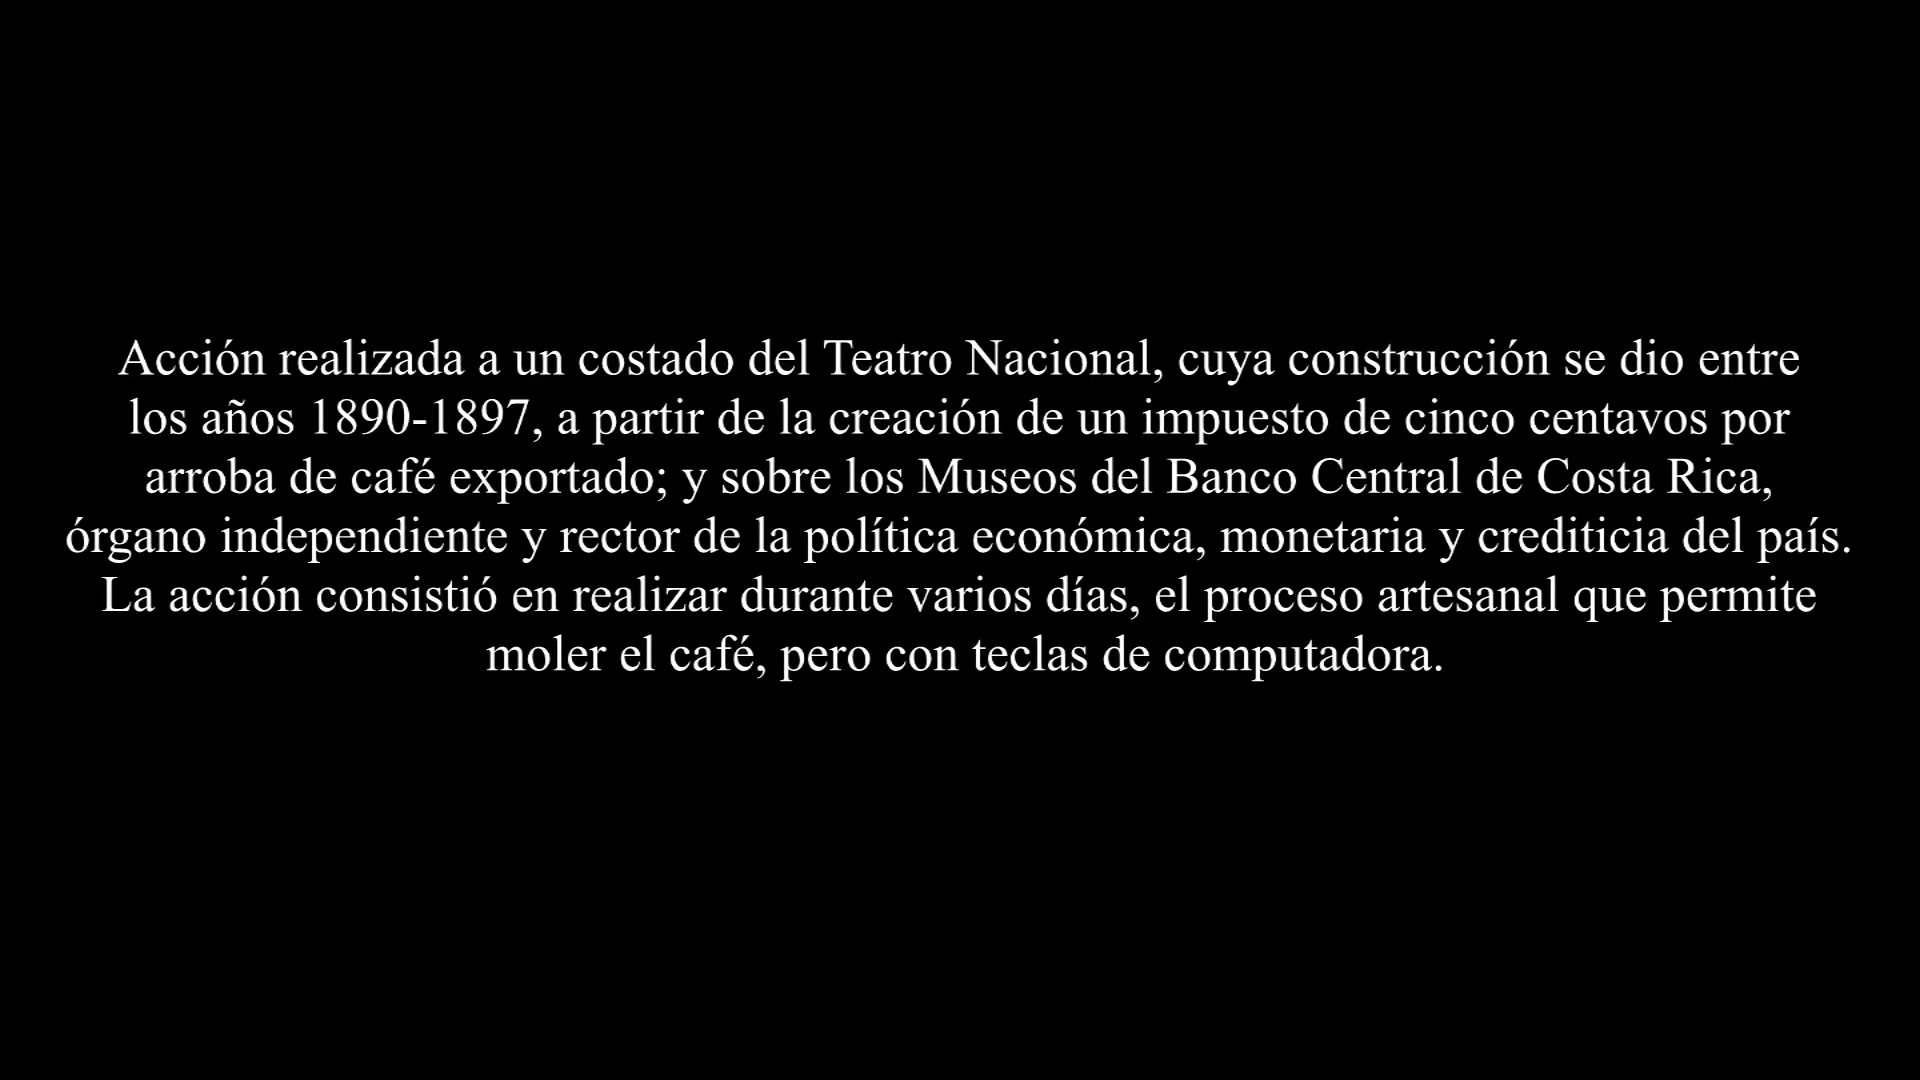 Acción realizada a un costado del Teatro Nacional, cuya construcción se dio entre
los años 1890-1897, a partir de la creación de un impuesto de cinco centavos por
arroba de café exportado; y sobre los Museos del Banco Central de Costa Rica,
órgano independiente y rector de la política económica, monetaria y crediticia del país.
La acción consistió en realizar durante varios días, el proceso artesanal que permite
moler el café, pero con teclas de computadora.